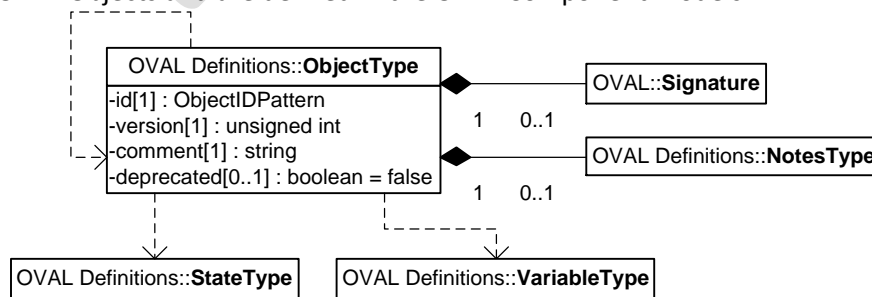 OVAL Definitions::ObjectType
-id[1] : ObjectIDPattern
-version[1] : unsigned int
-comment[1] : string
-deprecated[0..1] : boolean = false
OVAL::Signature
1 0..1
OVAL Definitions::NotesType
1 0..1
OVAL Definitions::StateType
OVAL Definitions::VariableType